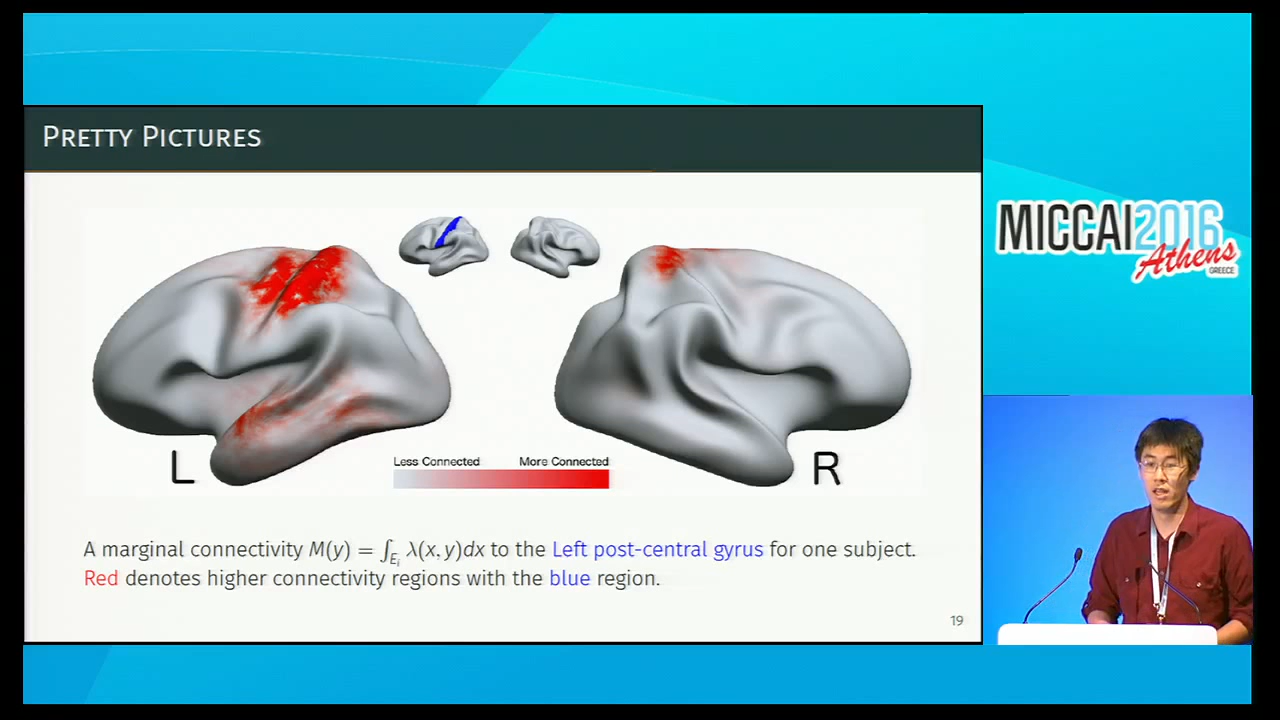 PRETTY PICTURES
MICCAI2016
Athens
GREECE
L
Less Connected More Connected
R
A marginal connectivity M(y) = ∫Eᵢ λ(x, y)dx to the Left post-central gyrus for one subject.
Red denotes higher connectivity regions with the blue region.
19